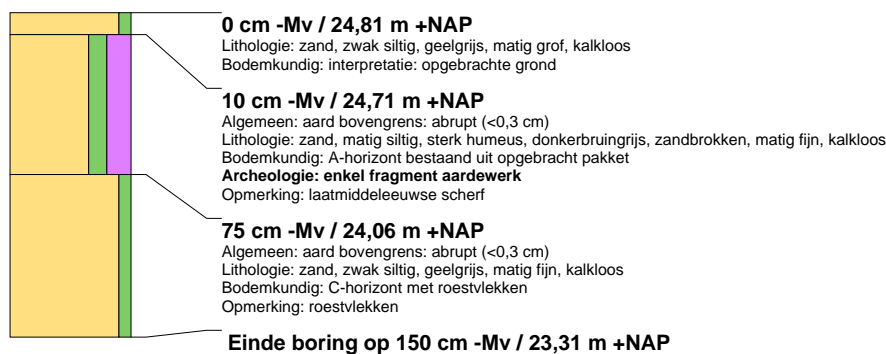 0 cm -Mv / 24,81 m +NAP
Lithologie: zand, zwak siltig, geelgrijs, matig grof, kalkloos
Bodemkundig: interpretatie: opgebrachte grond
10 cm -Mv / 24,71 m +NAP
Algemeen: aard bovengrens: abrupt (<0,3 cm)
Lithologie: zand, matig siltig, sterk humeus, donkerbruingrijs, zandbrokken, matig fijn, kalkloos
Bodemkundig: A-horizont bestaand uit opgebracht pakket
Archeologie: enkel fragment aardewerk
Opmerking: laatmiddeleeuwse scherf
75 cm -Mv / 24,06 m +NAP
Algemeen: aard bovengrens: abrupt (<0,3 cm)
Lithologie: zand, zwak siltig, geelgrijs, matig fijn, kalkloos
Bodemkundig: C-horizont met roestvlekken
Opmerking: roestvlekken
Einde boring op 150 cm -Mv / 23,31 m +NAP